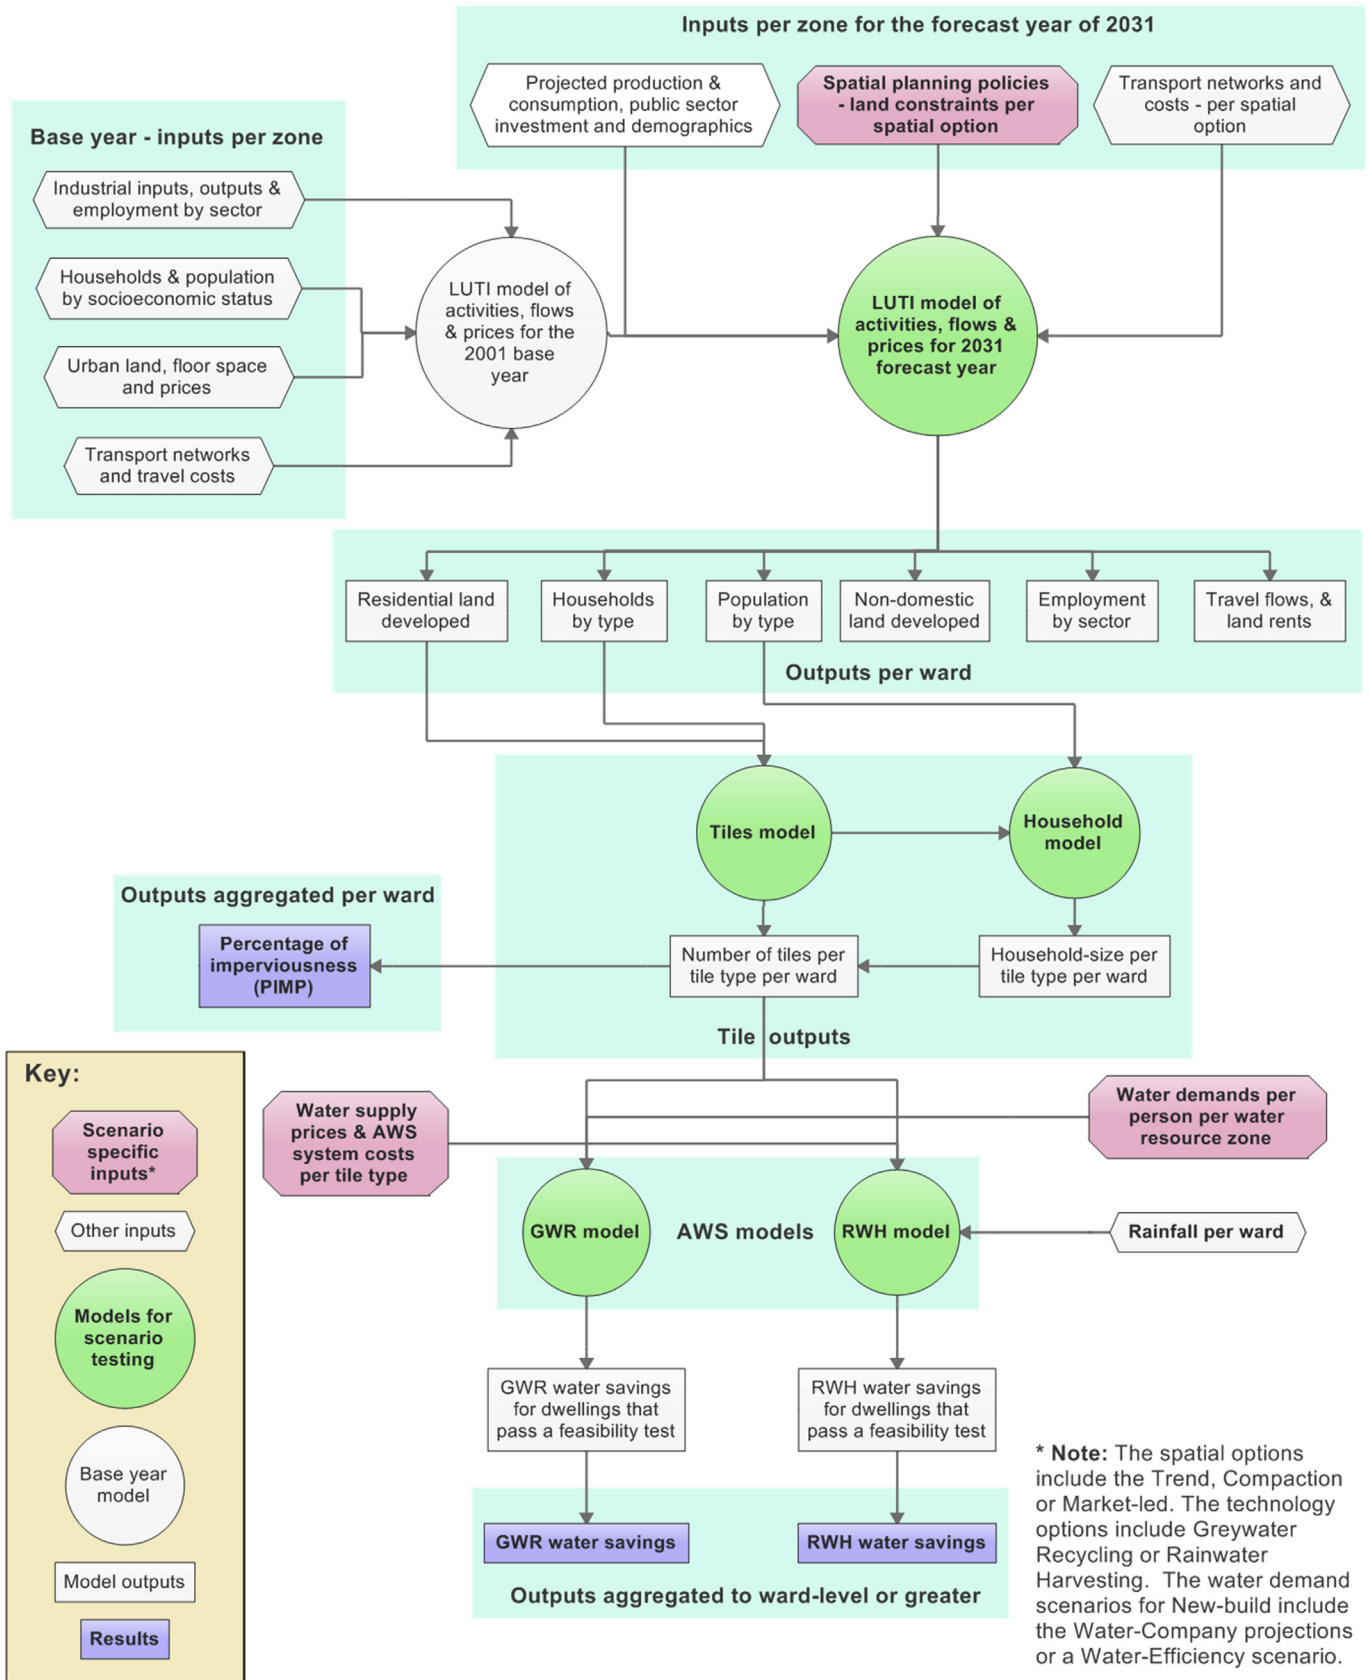 Inputs per zone for the forecast year of 2031
Projected production &
consumption, public sector
investment and demographics
Spatial planning policies
- land constraints per
spatial option
Transport networks and
costs - per spatial
option
Base year - inputs per zone
Industrial inputs, outputs &
employment by sector
Households & population
by socioeconomic status
Urban land, floor space
and prices
Transport networks
and travel costs
LUTI model of
activities, flows
& prices for the
2001 base
year
LUTI model of
activities, flows &
prices for 2031
forecast year
Residential land
developed
Households
by type
Population
by type
Non-domestic
land developed
Employment
by sector
Travel flows, &
land rents
Outputs per ward
Tiles model
Household
model
Outputs aggregated per ward
Percentage of
imperviousness
(PIMP)
Number of tiles per
tile type per ward
Household-size per
tile type per ward
Tile outputs
Key:
Scenario
specific
inputs*
Other inputs
Models for
scenario
testing
Base year
model
Model outputs
Results
Water supply
prices & AWS
system costs
per tile type
Water demands per
person per water
resource zone
GWR model
AWS models
RWH model
Rainfall per ward
GWR water savings
for dwellings that
pass a feasibility test
RWH water savings
for dwellings that
pass a feasibility test
GWR water savings
RWH water savings
Outputs aggregated to ward-level or greater
* Note: The spatial options
include the Trend, Compaction
or Market-led. The technology
options include Greywater
Recycling or Rainwater
Harvesting. The water demand
scenarios for New-build include
the Water-Company projections
or a Water-Efficiency scenario.